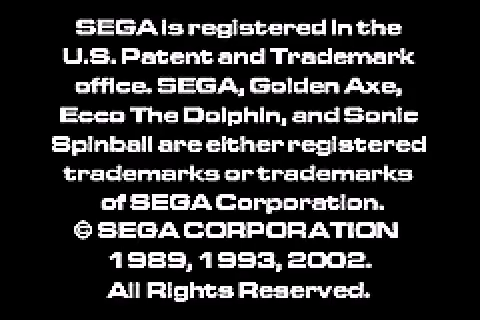 SEGA is registered in the
U.S. Patent and Trademark
office. SEGA, Golden Axe,
Ecco The Dolphin, and Sonic
Spinball are either registered
trademarks or trademarks
of SEGA Corporation.
© SEGA CORPORATION
1989, 1993, 2002.
All Rights Reserved.